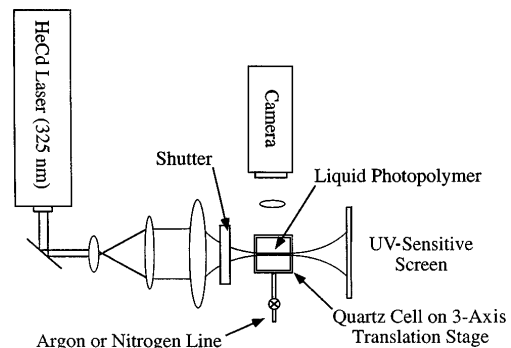 HeCd Laser (325 nm)
Camera
Shutter
Liquid Photopolymer
UV-Sensitive
Screen
Quartz Cell on 3-Axis
Translation Stage
Argon or Nitrogen Line